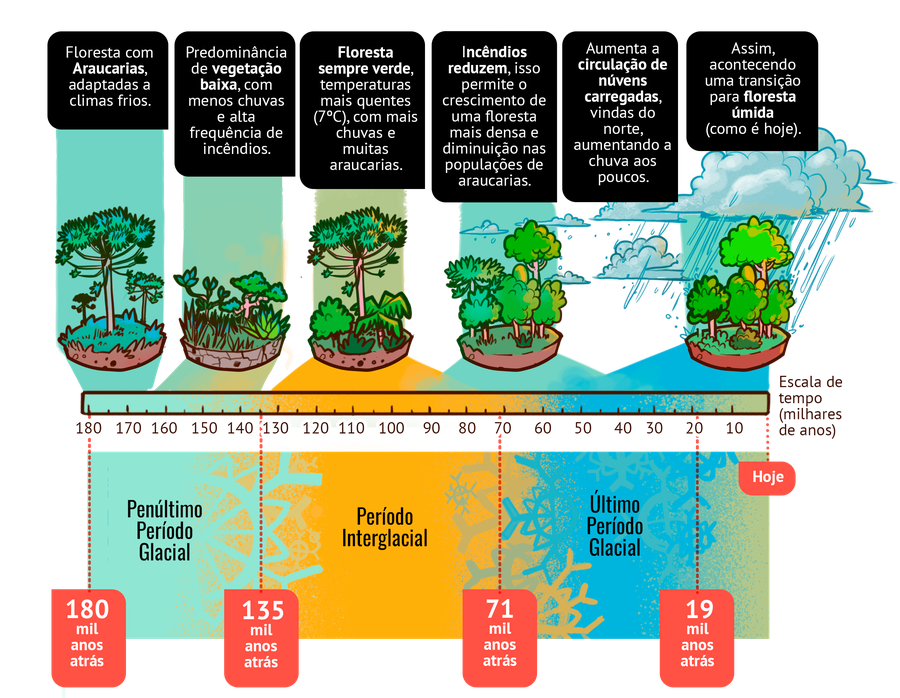 Floresta com
Araucarias,
adaptadas a
climas frios.
Predominância
de vegetação
baixa, com
menos chuvas
e alta
frequência de
incêndios.
Floresta
sempre verde,
temperaturas
mais quentes
(7ºC), com mais
chuvas e
muitas
araucarias.
Incêndios
reduzem, isso
permite o
crescimento de
uma floresta
mais densa e
diminuição nas
populações de
araucarias.
Aumenta a
circulação de
núvens
carregadas,
vindas do
norte,
aumentando a
chuva aos
poucos.
Assim,
acontecendo
uma transição
para floresta
úmida
(como é hoje).
180 170 160 150 140 130 120 110 100 90 80 70 60 50 40 30 20 10
Escala de
tempo
(milhares
de anos)
Hoje
Penúltimo
Período
Glacial
Período
Interglacial
Último
Período
Glacial
180
mil
anos
atrás
135
mil
anos
atrás
71
mil
anos
atrás
19
mil
anos
atrás